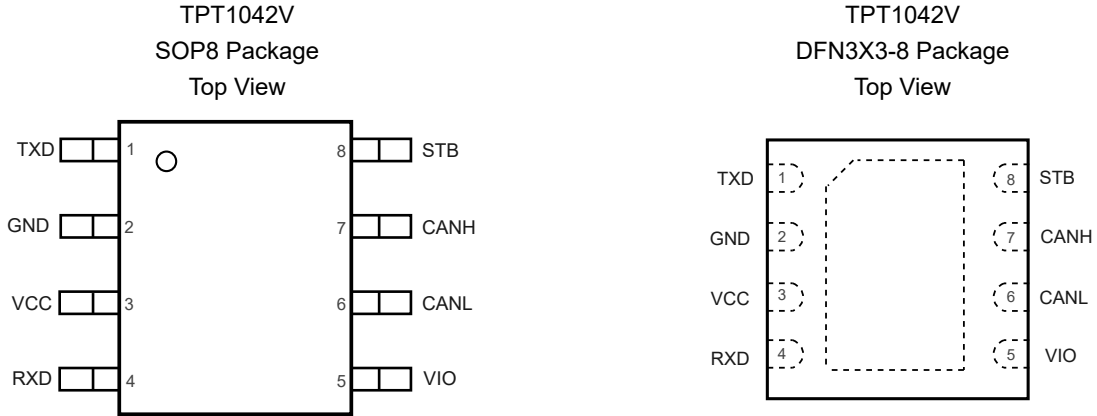 TPT1042V
SOP8 Package
Top View
TXD 1 8 STB
GND 2 7 CANH
VCC 3 6 CANL
RXD 4 5 VIO
TPT1042V
DFN3X3-8 Package
Top View
TXD 1 8 STB
GND 2 7 CANH
VCC 3 6 CANL
RXD 4 5 VIO